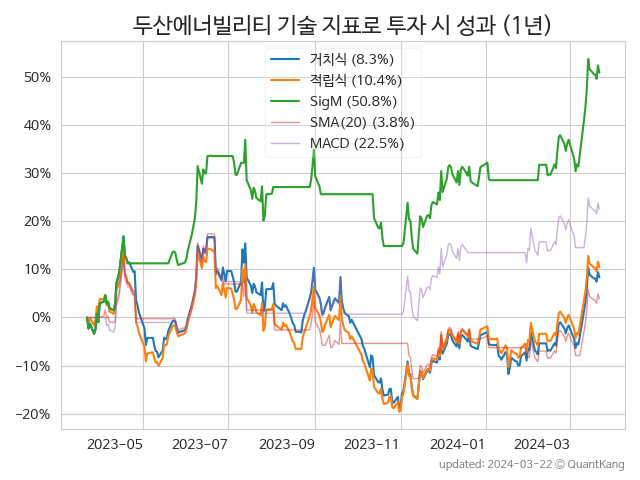 두산에너빌리티 기술 지표로 투자 시 성과 (1년)
거치식 (8.3%)
적립식 (10.4%)
SigM (50.8%)
SMA(20) (3.8%)
MACD (22.5%)
50%
40%
30%
20%
10%
0%
−10%
−20%
2023-05 2023-07 2023-09 2023-11 2024-01 2024-03
updated: 2024-03-22 © QuantKang